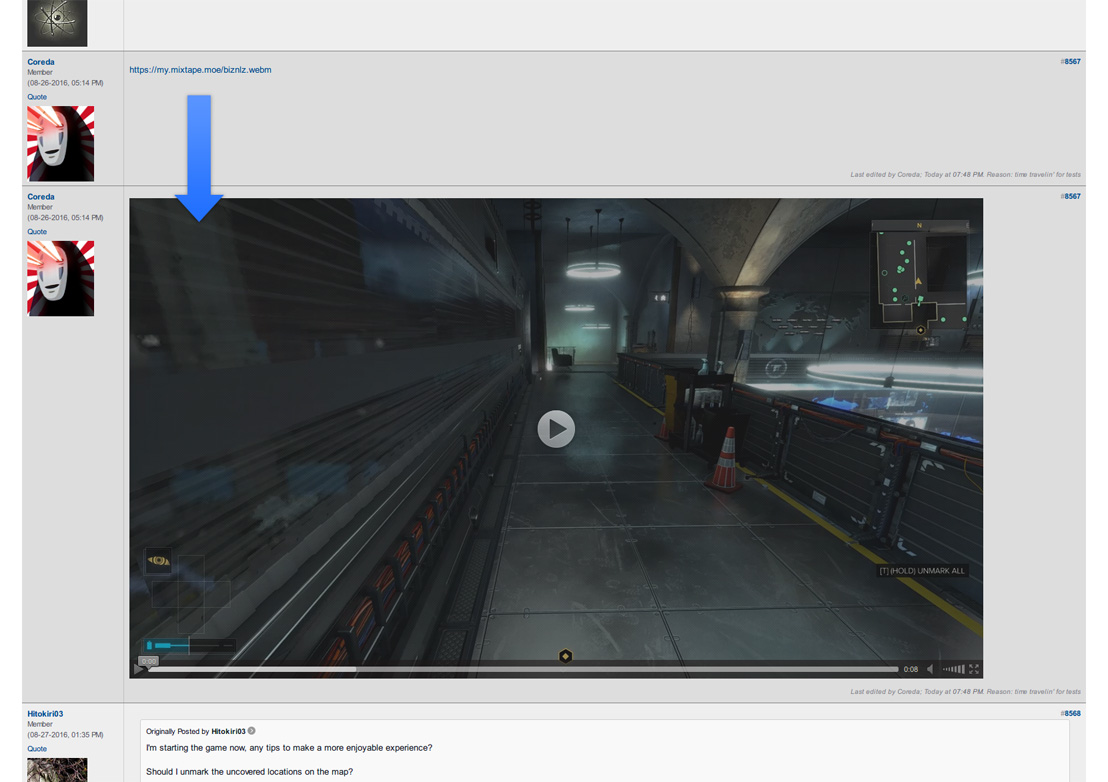 Coreda
Member
(08-26-2016, 05:14 PM)
Quote
https://my.mixtape.moe/biznlz.webm
#8567
Last edited by Coreda; Today at 07:48 PM. Reason: time travelin' for tests
Coreda
Member
(08-26-2016, 05:14 PM)
Quote
#8567
N
[T] (HOLD) UNMARK ALL
0:00
0:08
Last edited by Coreda; Today at 07:48 PM. Reason: time travelin' for tests
Hitokiri03
Member
(08-27-2016, 01:35 PM)
Quote
#8568
Originally Posted by Hitokiri03
I'm starting the game now, any tips to make a more enjoyable experience?
Should I unmark the uncovered locations on the map?